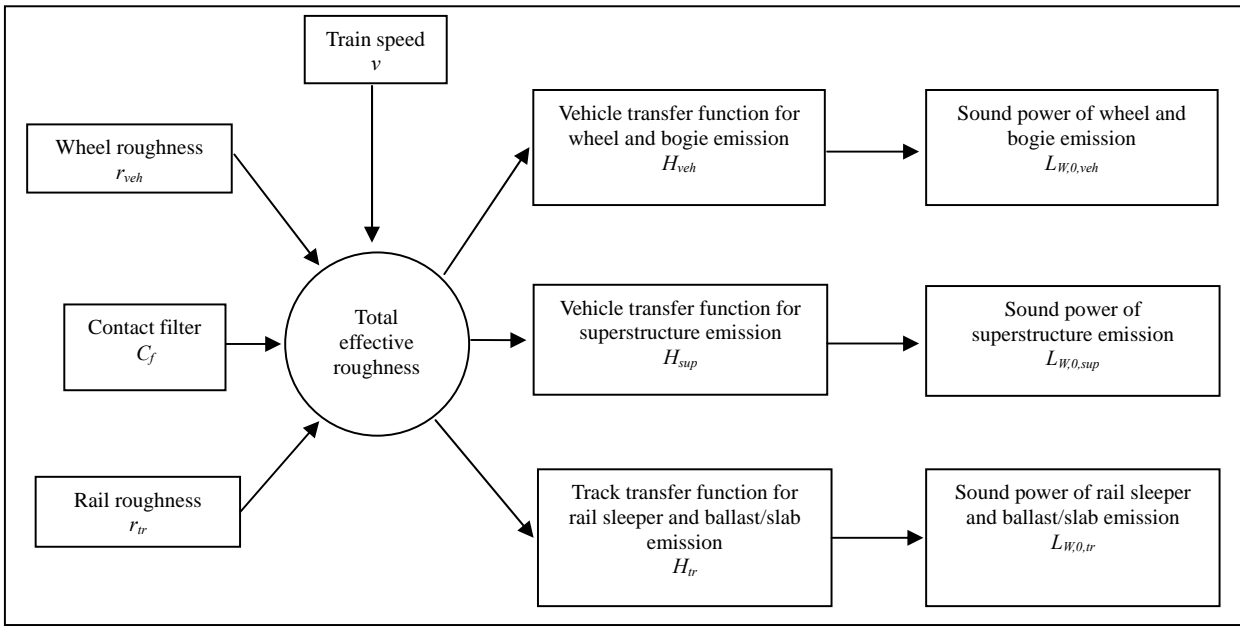 Train speed
v
Wheel roughness
r_veh
Contact filter
C_f
Rail roughness
r_tr
Total
effective
roughness
Vehicle transfer function for
wheel and bogie emission
H_veh
Sound power of wheel and
bogie emission
L_W,0,veh
Vehicle transfer function for
superstructure emission
H_sup
Sound power of
superstructure emission
L_W,0,sup
Track transfer function for
rail sleeper and ballast/slab
emission
H_tr
Sound power of rail sleeper
and ballast/slab emission
L_W,0,tr